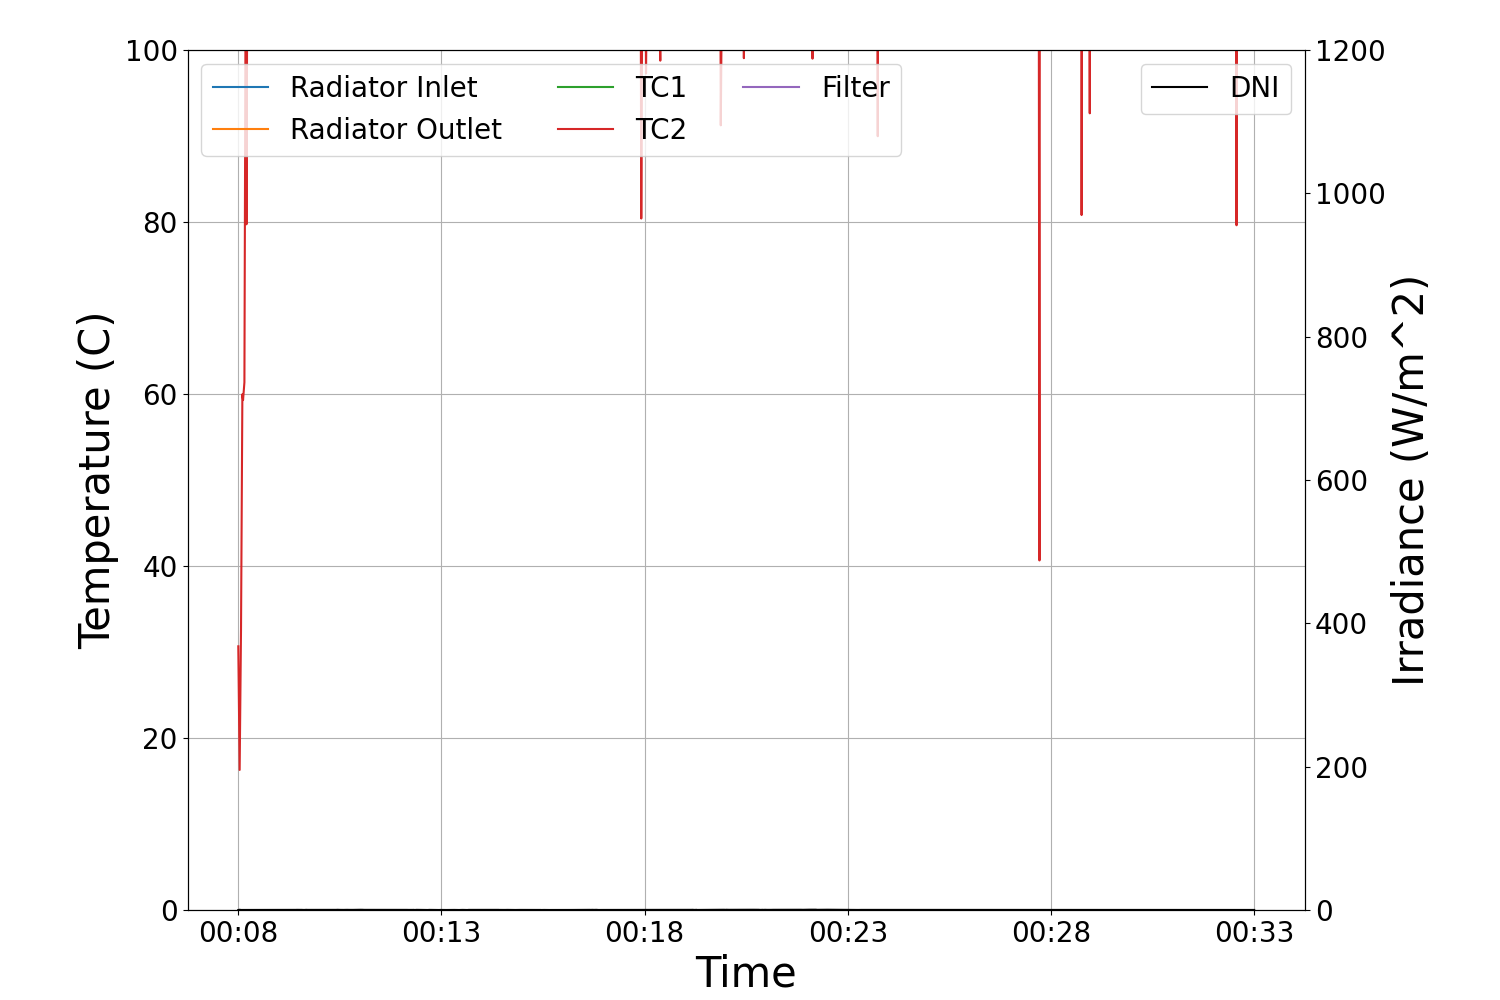 100
80
60
40
20
0
Temperature (C)
Radiator Inlet
Radiator Outlet
TC1
TC2
Filter
DNI
1200
1000
800
600
400
200
0
Irradiance (W/m^2)
00:08 00:13 00:18 00:23 00:28 00:33
Time